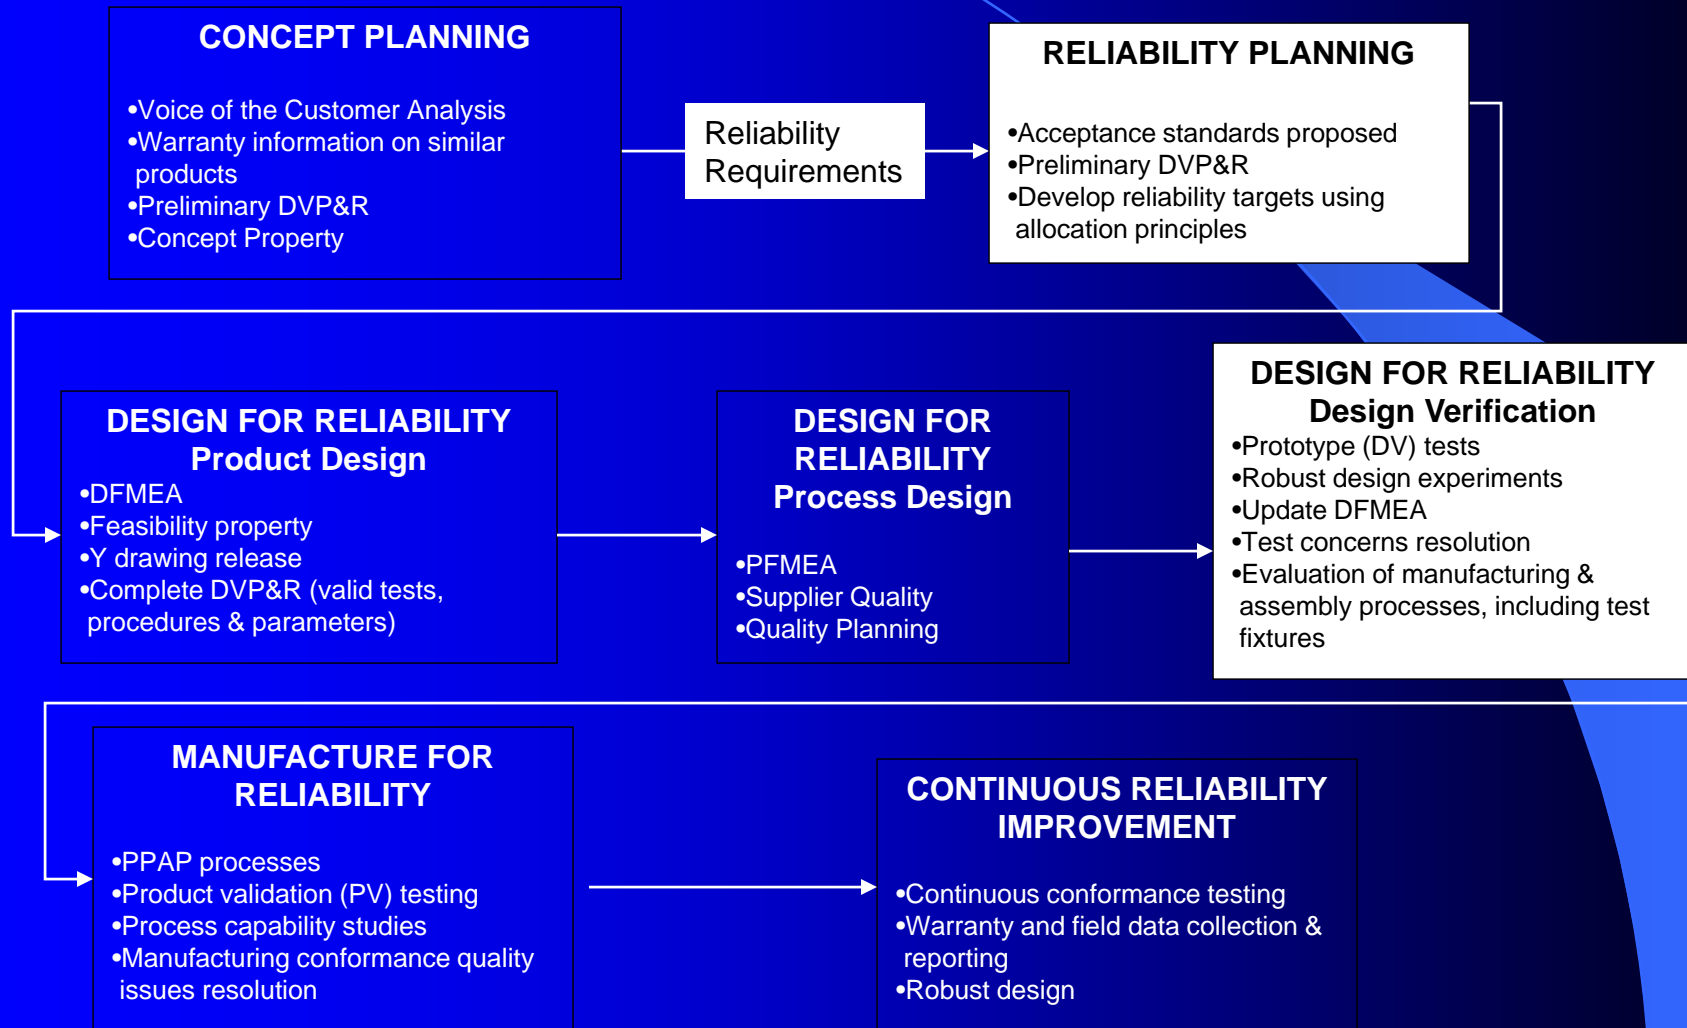 CONCEPT PLANNING
•Voice of the Customer Analysis
•Warranty information on similar
products
•Preliminary DVP&R
•Concept Property
Reliability
Requirements
RELIABILITY PLANNING
•Acceptance standards proposed
•Preliminary DVP&R
•Develop reliability targets using
allocation principles
DESIGN FOR RELIABILITY
Product Design
•DFMEA
•Feasibility property
•Y drawing release
•Complete DVP&R (valid tests,
procedures & parameters)
DESIGN FOR
RELIABILITY
Process Design
•PFMEA
•Supplier Quality
•Quality Planning
DESIGN FOR RELIABILITY
Design Verification
•Prototype (DV) tests
•Robust design experiments
•Update DFMEA
•Test concerns resolution
•Evaluation of manufacturing &
assembly processes, including test
fixtures
MANUFACTURE FOR
RELIABILITY
•PPAP processes
•Product validation (PV) testing
•Process capability studies
•Manufacturing conformance quality
issues resolution
CONTINUOUS RELIABILITY
IMPROVEMENT
•Continuous conformance testing
•Warranty and field data collection &
reporting
•Robust design